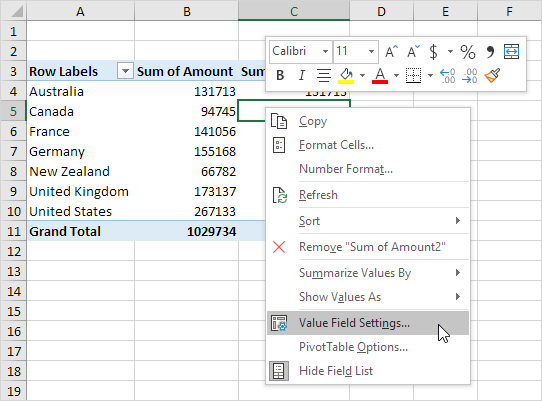 A B C D E F
1
2
Calibri 11 A A $ % ,
B I A .00 .0
3 Row Labels Sum of Amount Sum
4 Australia 131713 131713
5 Canada 94745
6 France 141056
7 Germany 155168
8 New Zealand 66782
9 United Kingdom 173137
10 United States 267133
11 Grand Total 1029734
12
13
14
15
16
17
18
19
Copy
Format Cells...
Number Format...
Refresh
Sort
Remove "Sum of Amount2"
Summarize Values By
Show Values As
Value Field Settings...
PivotTable Options...
Hide Field List